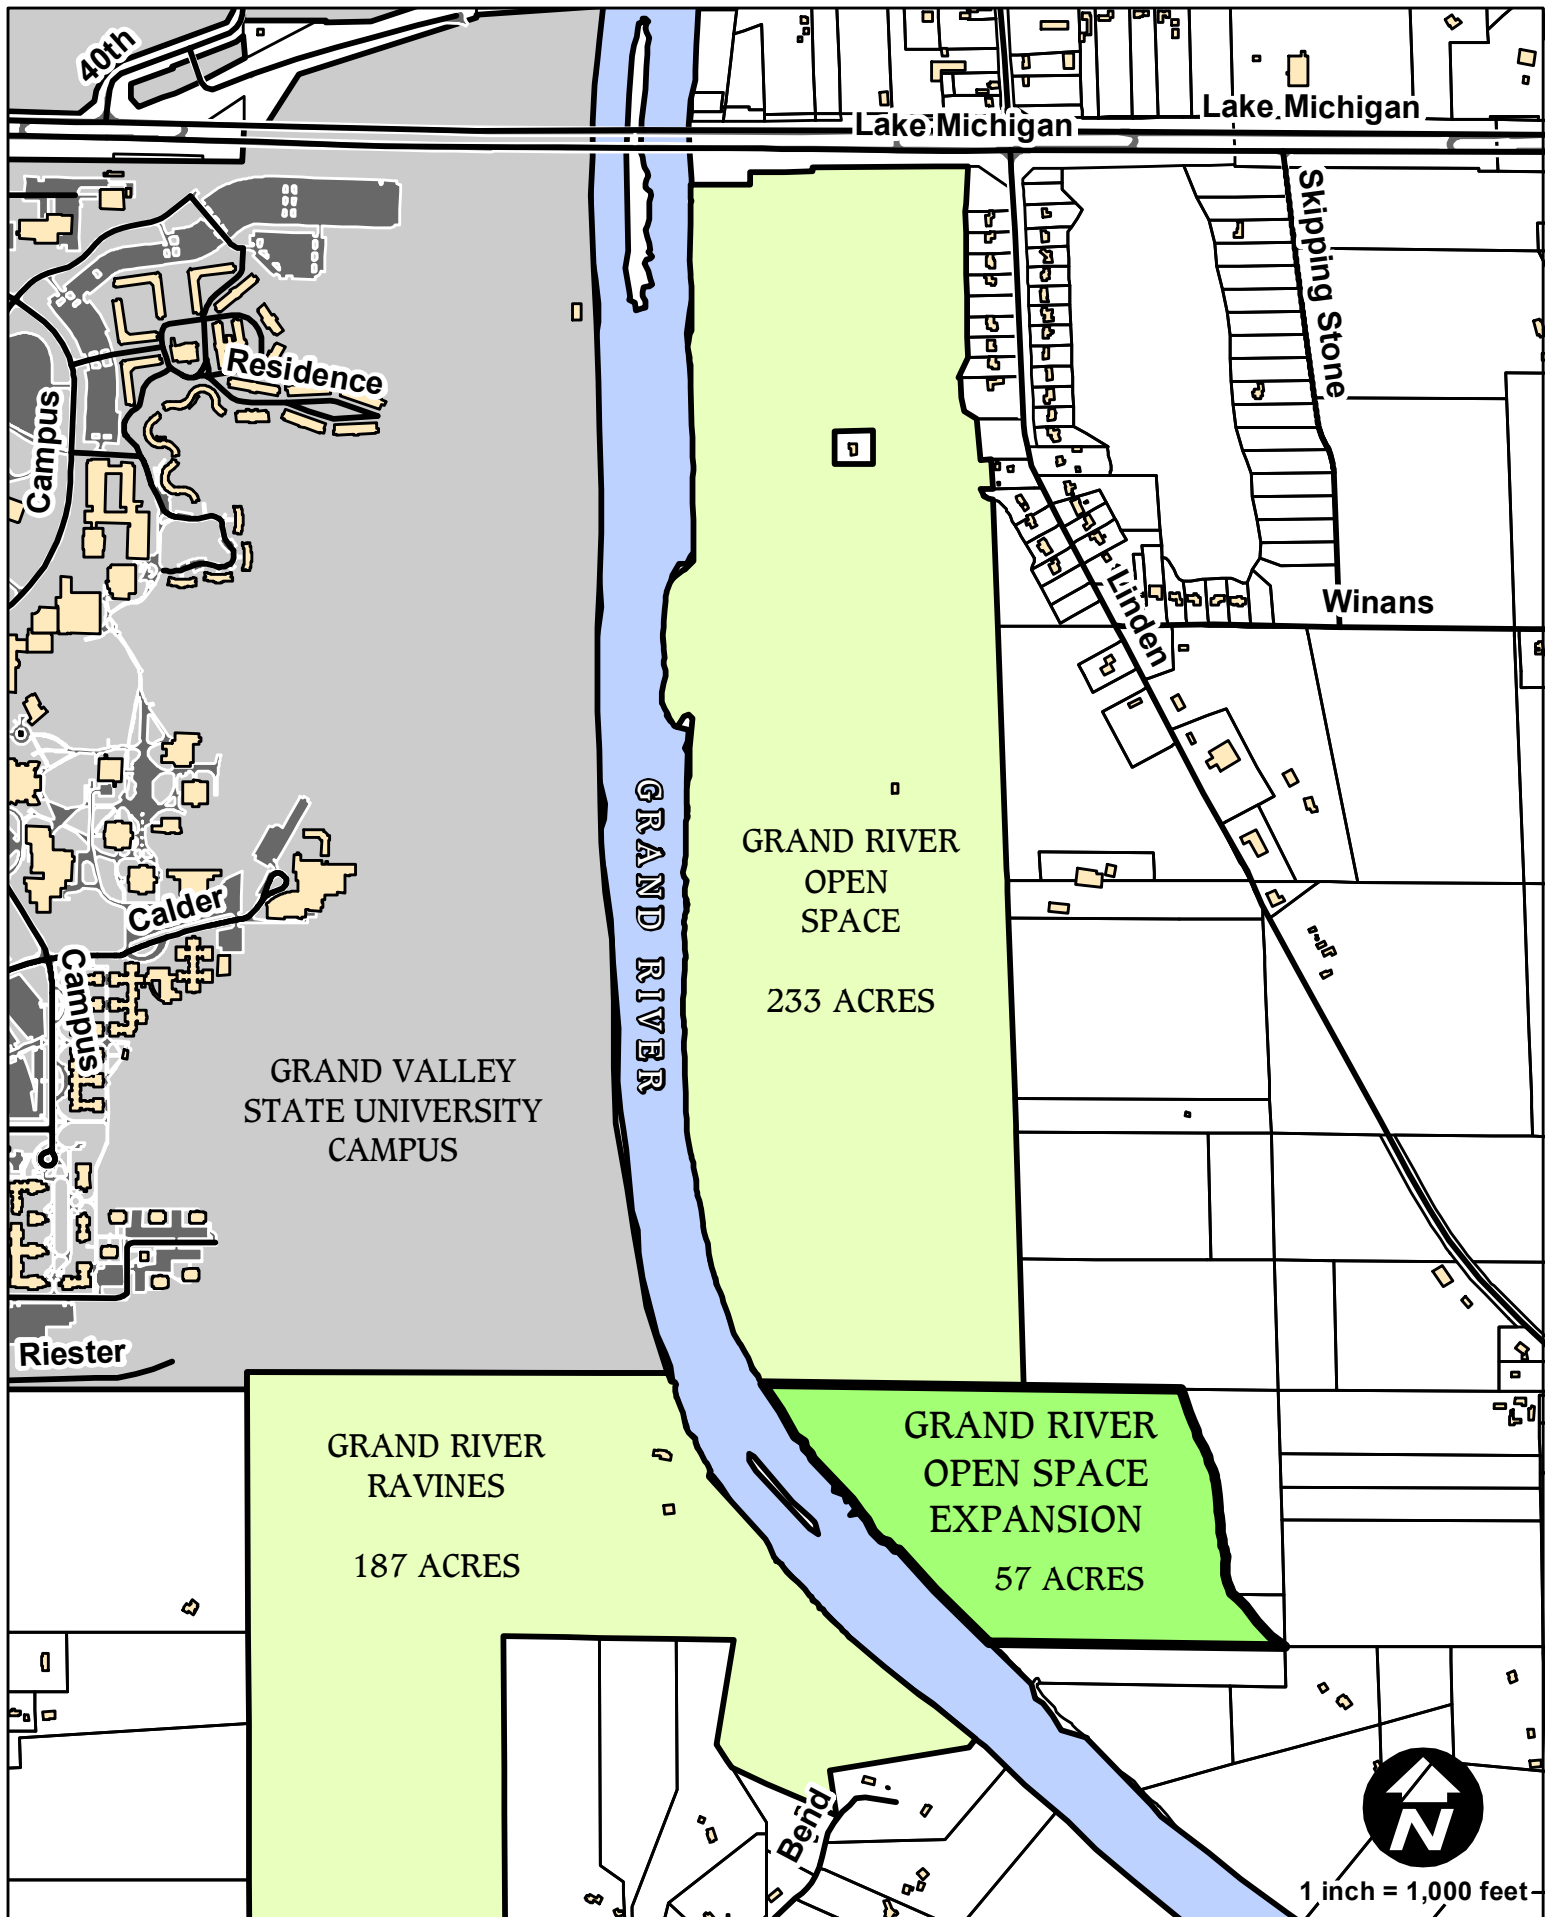 40th
Lake Michigan
Lake Michigan
Skipping Stone
Residence
Campus
Linden
Winans
GRAND RIVER
GRAND RIVER
OPEN
SPACE
233 ACRES
Calder
Campus
GRAND VALLEY
STATE UNIVERSITY
CAMPUS
Riester
GRAND RIVER
RAVINES
187 ACRES
GRAND RIVER
OPEN SPACE
EXPANSION
57 ACRES
Bend
N
1 inch = 1,000 feet